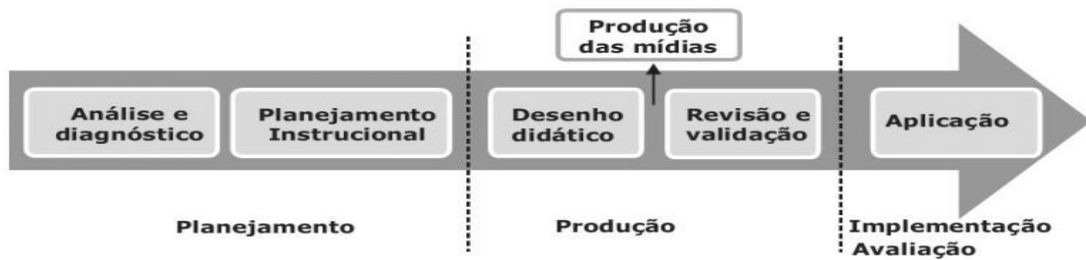 Produção
das mídias
Análise e
diagnóstico
Planejamento
Instrucional
Desenho
didático
Revisão e
validação
Aplicação
Planejamento
Produção
Implementação
Avaliação